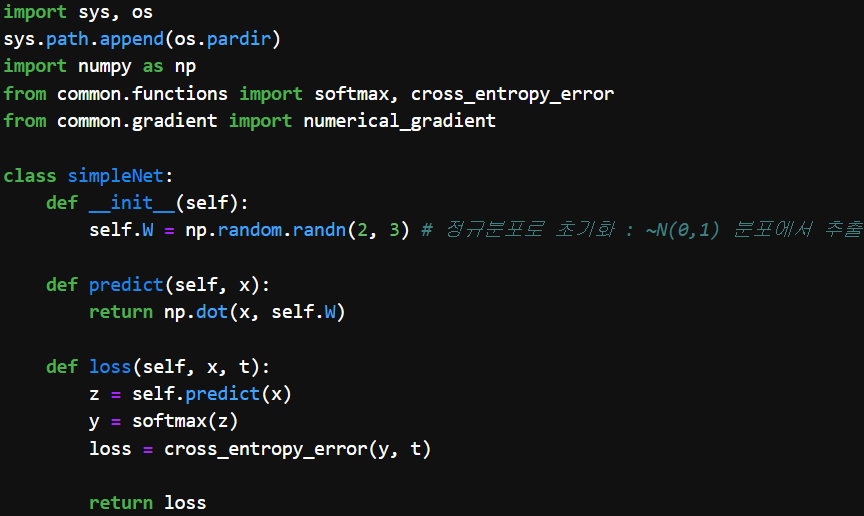 import sys, os
sys.path.append(os.pardir)
import numpy as np
from common.functions import softmax, cross_entropy_error
from common.gradient import numerical_gradient
class simpleNet:
    def __init__(self):
        self.W = np.random.randn(2, 3) # 정규분포로 초기화 : ~N(0,1) 분포에서 추출
    def predict(self, x):
        return np.dot(x, self.W)
    def loss(self, x, t):
        z = self.predict(x)
        y = softmax(z)
        loss = cross_entropy_error(y, t)
        return loss